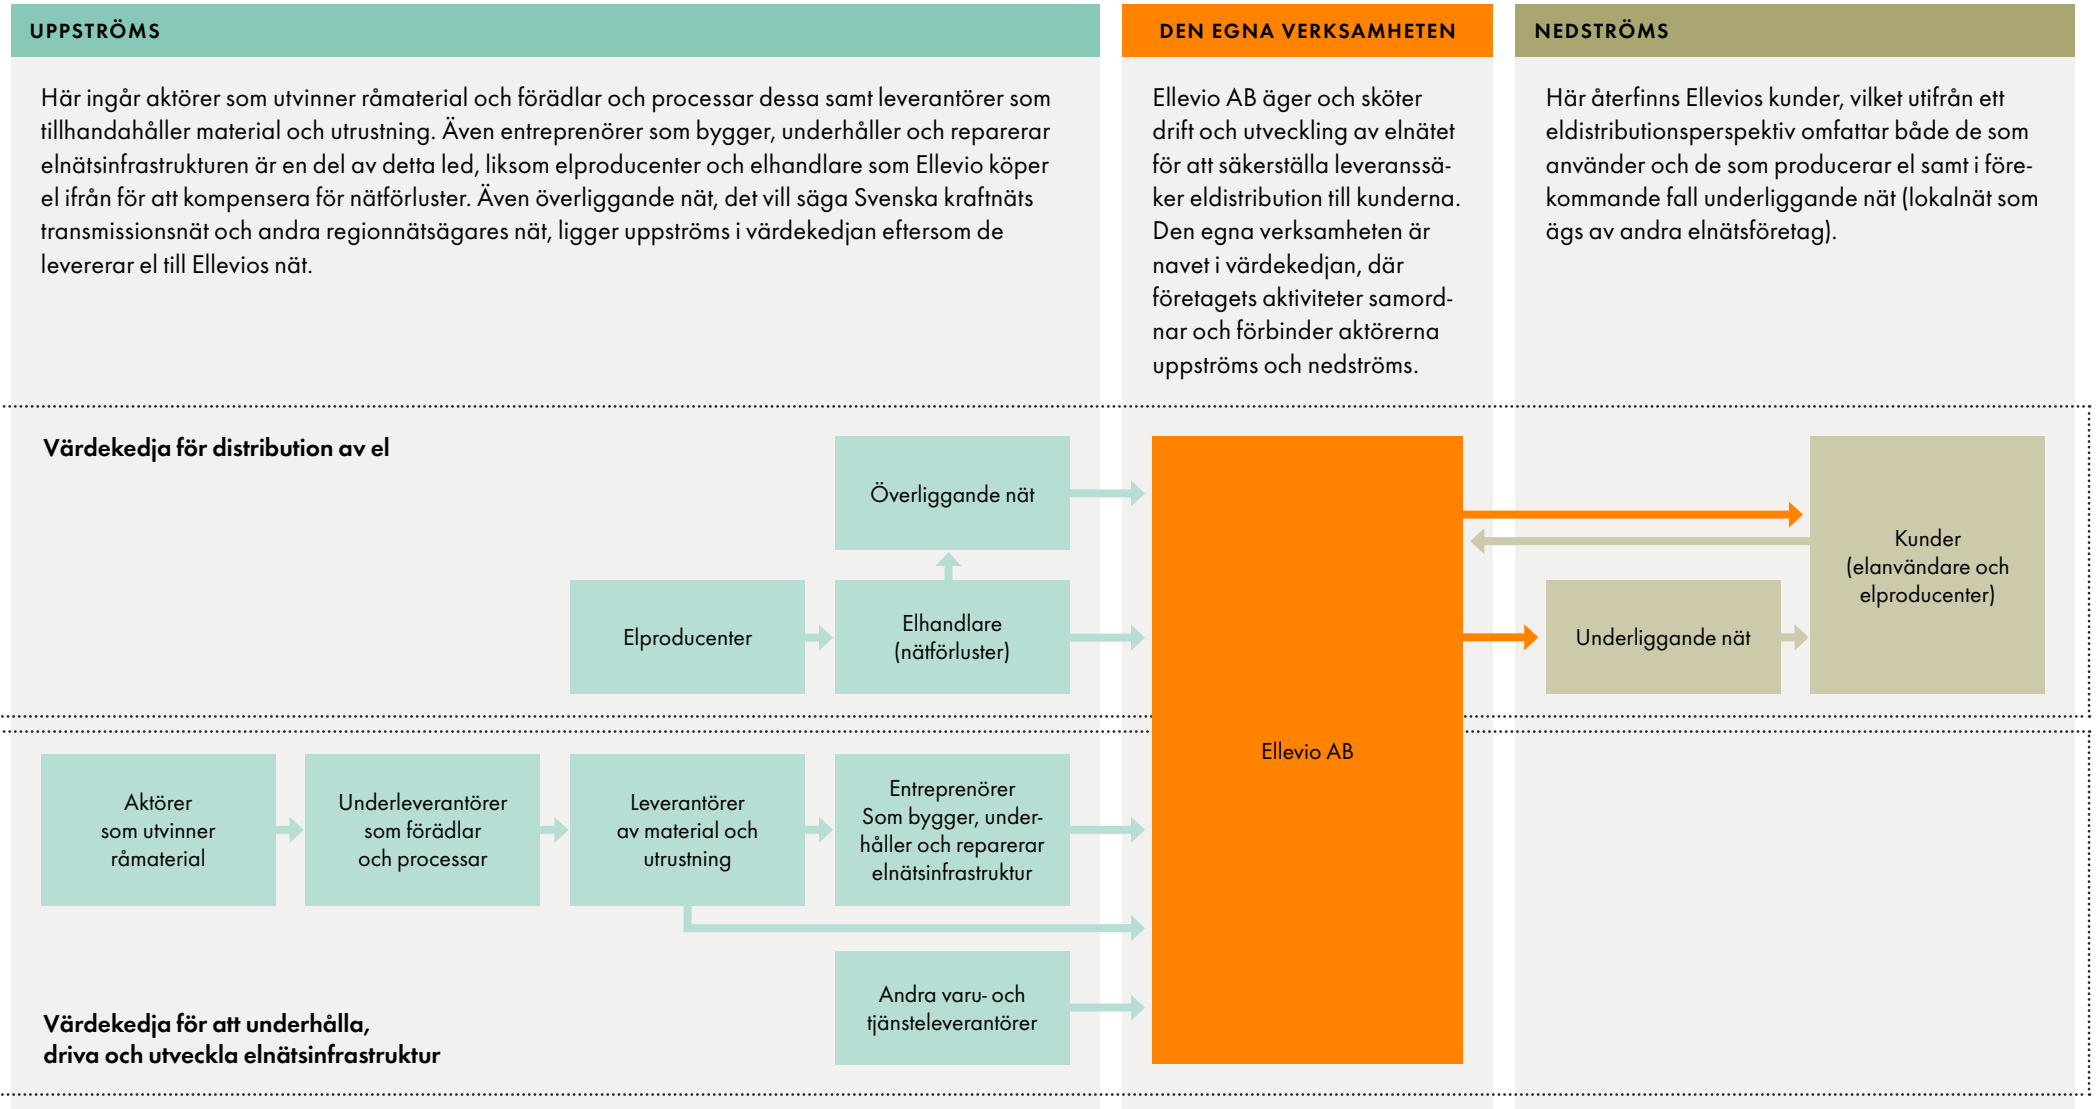 UPPSTRÖMS
Här ingår aktörer som utvinner råmaterial och förädlar och processar dessa samt leverantörer som
tillhandahåller material och utrustning. Även entreprenörer som bygger, underhåller och reparerar
elnätsinfrastrukturen är en del av detta led, liksom elproducenter och elhandlare som Ellevio köper
el ifrån för att kompensera för nätförluster. Även överliggande nät, det vill säga Svenska kraftnäts
transmissionsnät och andra regionnätsägares nät, ligger uppströms i värdekedjan eftersom de
levererar el till Ellevios nät.
DEN EGNA VERKSAMHETEN
Ellevio AB äger och sköter
drift och utveckling av elnätet
för att säkerställa leveranssä-
ker eldistribution till kunderna.
Den egna verksamheten är
navet i värdekedjan, där
företagets aktiviteter samord-
nar och förbinder aktörerna
uppströms och nedströms.
NEDSTRÖMS
Här återfinns Ellevios kunder, vilket utifrån ett
eldistributionsperspektiv omfattar både de som
använder och de som producerar el samt i före-
kommande fall underliggande nät (lokalnät som
ägs av andra elnätsföretag).
Värdekedja för distribution av el
Överliggande nät
Elproducenter
Elhandlare
(nätförluster)
Kunder
(elanvändare och
elproducenter)
Underliggande nät
Ellevio AB
Aktörer
som utvinner
råmaterial
Underleverantörer
som förädlar
och processar
Leverantörer
av material och
utrustning
Entreprenörer
Som bygger, under-
håller och reparerar
elnätsinfrastruktur
Andra varu- och
tjänsteleverantörer
Värdekedja för att underhålla,
driva och utveckla elnätsinfrastruktur